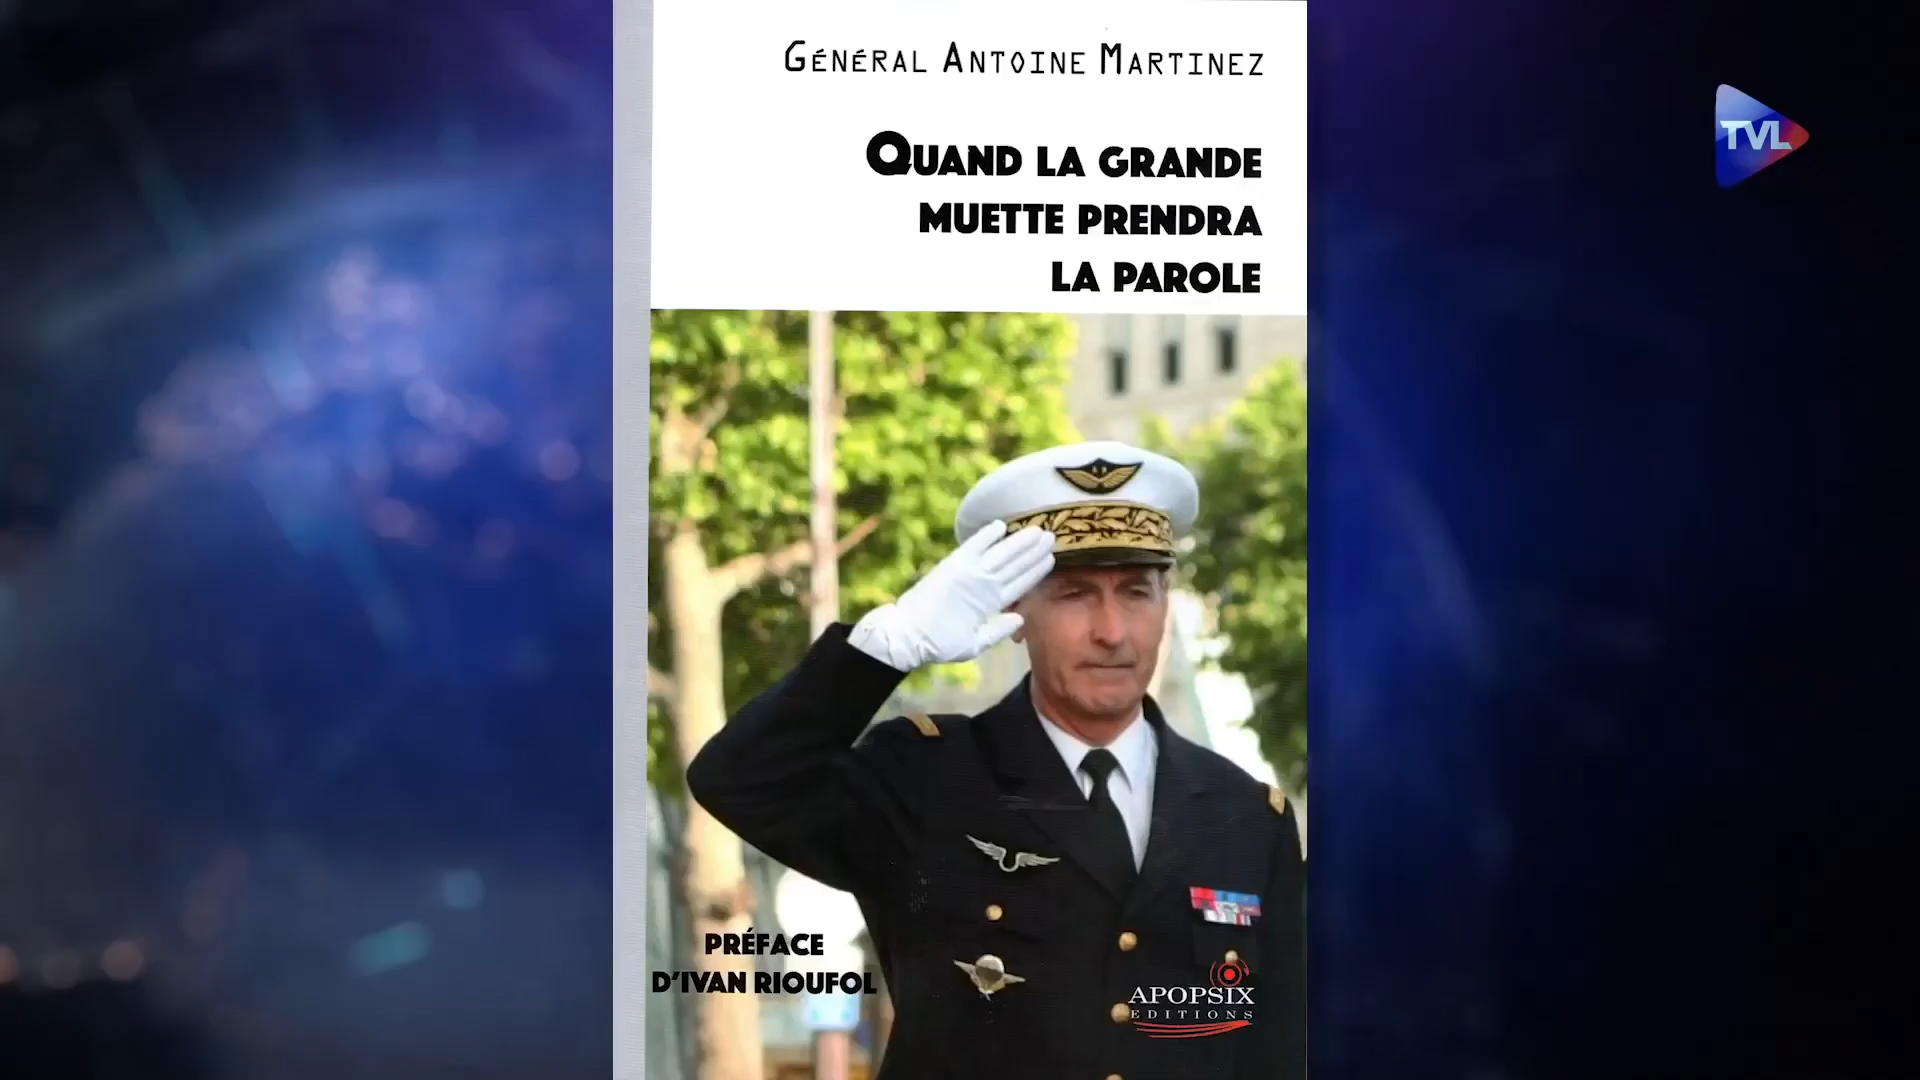 GÉNÉRAL ANTOINE MARTINEZ
QUAND LA GRANDE
MUETTE PRENDRA
LA PAROLE
TVL
PRÉFACE
D'IVAN RIOUFOL
APOPSIX
EDITIONS